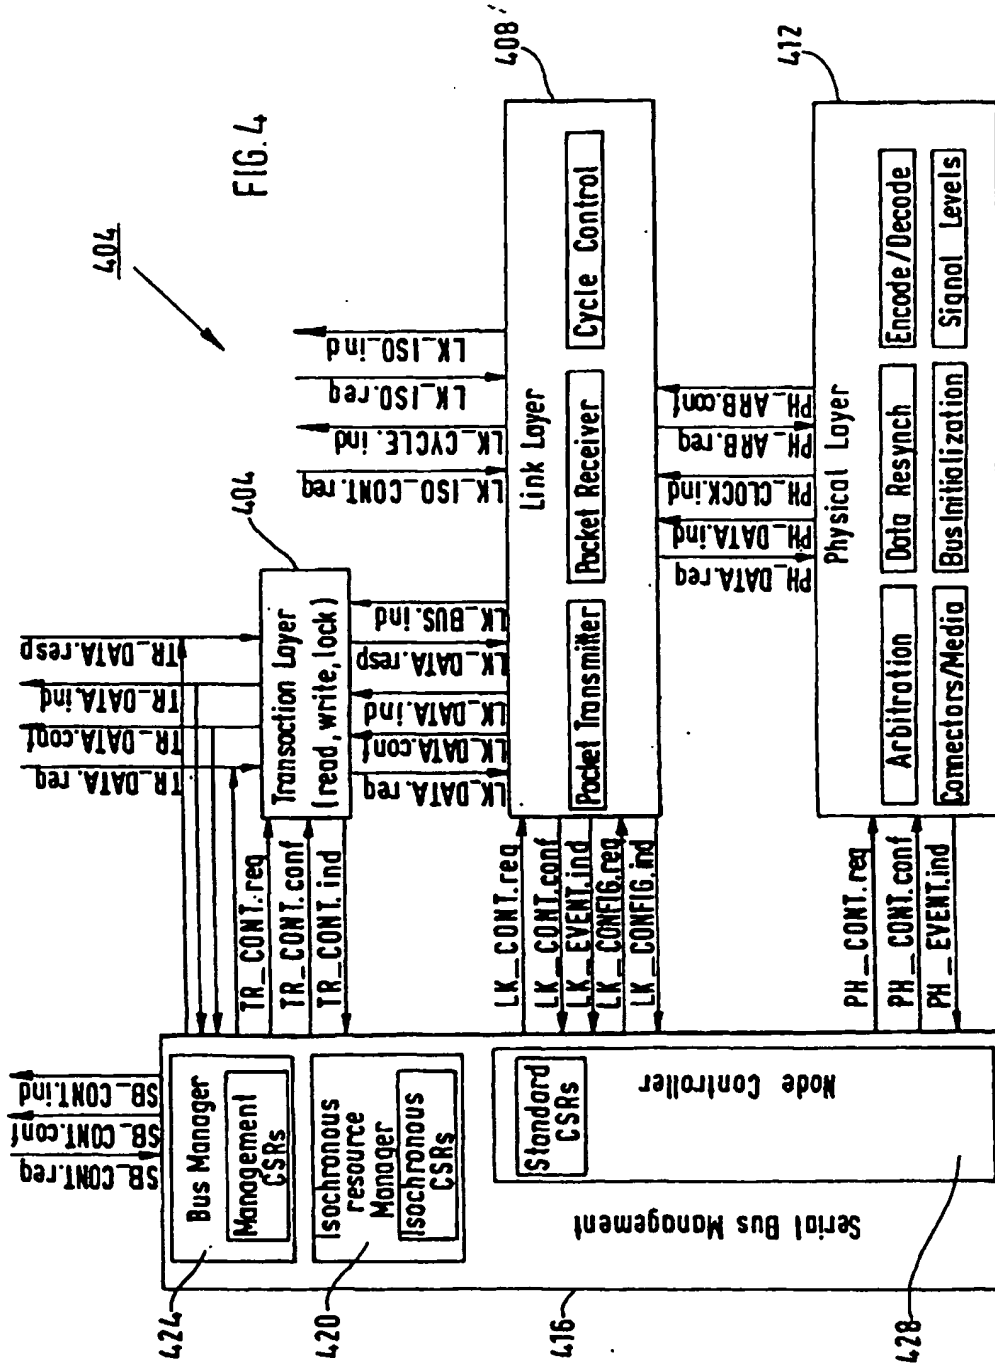 FIG. 4
404
SB_CONT.req
SB_CONT.conf
SB_CONT.ind
TR_DATA.req
TR_DATA.conf
TR_DATA.ind
TR_DATA.resp
LK_ISO_CONT.req
LK_CYCLE.ind
LK_ISO.req
LK_ISO.ind
424
Bus Manager
Management
CSRs
420
Isochronous
resource
Manager
Isochronous
CSRs
416
Serial Bus Management
Standard
CSRs
Node Controller
428
TR_CONT.req
TR_CONT.conf
TR_CONT.ind
404
Transaction Layer
(read, write, lock)
LK_DATA.req
LK_DATA.conf
LK_DATA.ind
LK_DATA.resp
LK_BUS.ind
LK_CONT.req
LK_CONT.conf
LK_EVENT.ind
LK_CONFIG.req
LK_CONFIG.ind
408
Link Layer
Packet Transmitter
Packet Receiver
Cycle Control
PH_DATA.req
PH_DATA.ind
PH_CLOCK.ind
PH_ARB.req
PH_ARB.conf
PH_CONT.req
PH_CONT.conf
PH_EVENT.ind
412
Physical Layer
Arbitration
Data Resynch
Encode/Decode
Connectors/Media
Bus Initialization
Signal Levels